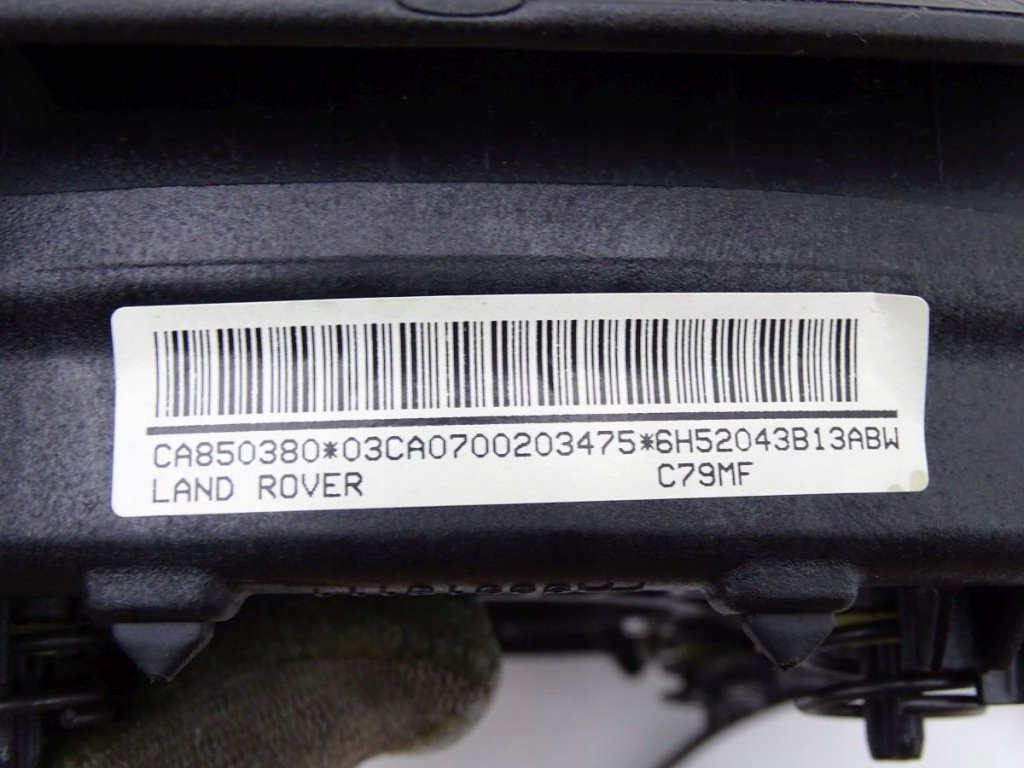 CA850380*03CA0700203475*6H52043B13ABW
LAND ROVER C79MF